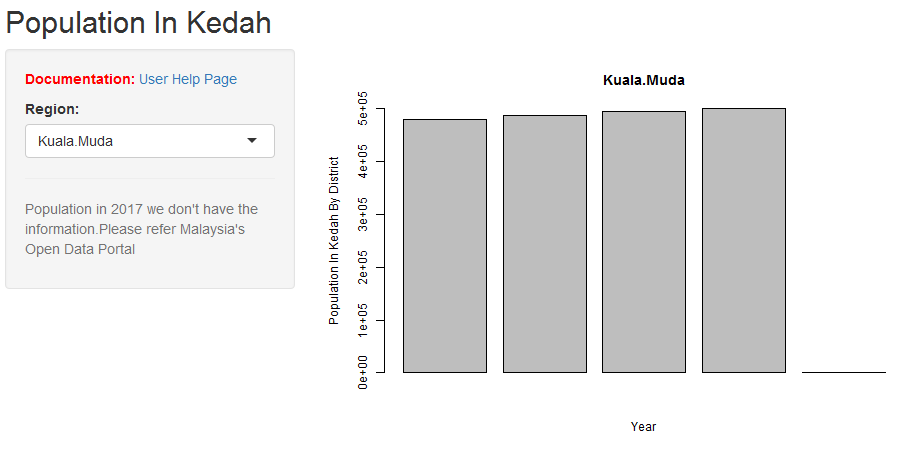 Population In Kedah
Documentation: User Help Page
Region:
Kuala.Muda
Population in 2017 we don't have the
information.Please refer Malaysia's
Open Data Portal
Kuala.Muda
Population In Kedah By District
5e+05
4e+05
3e+05
2e+05
1e+05
0e+00
Year